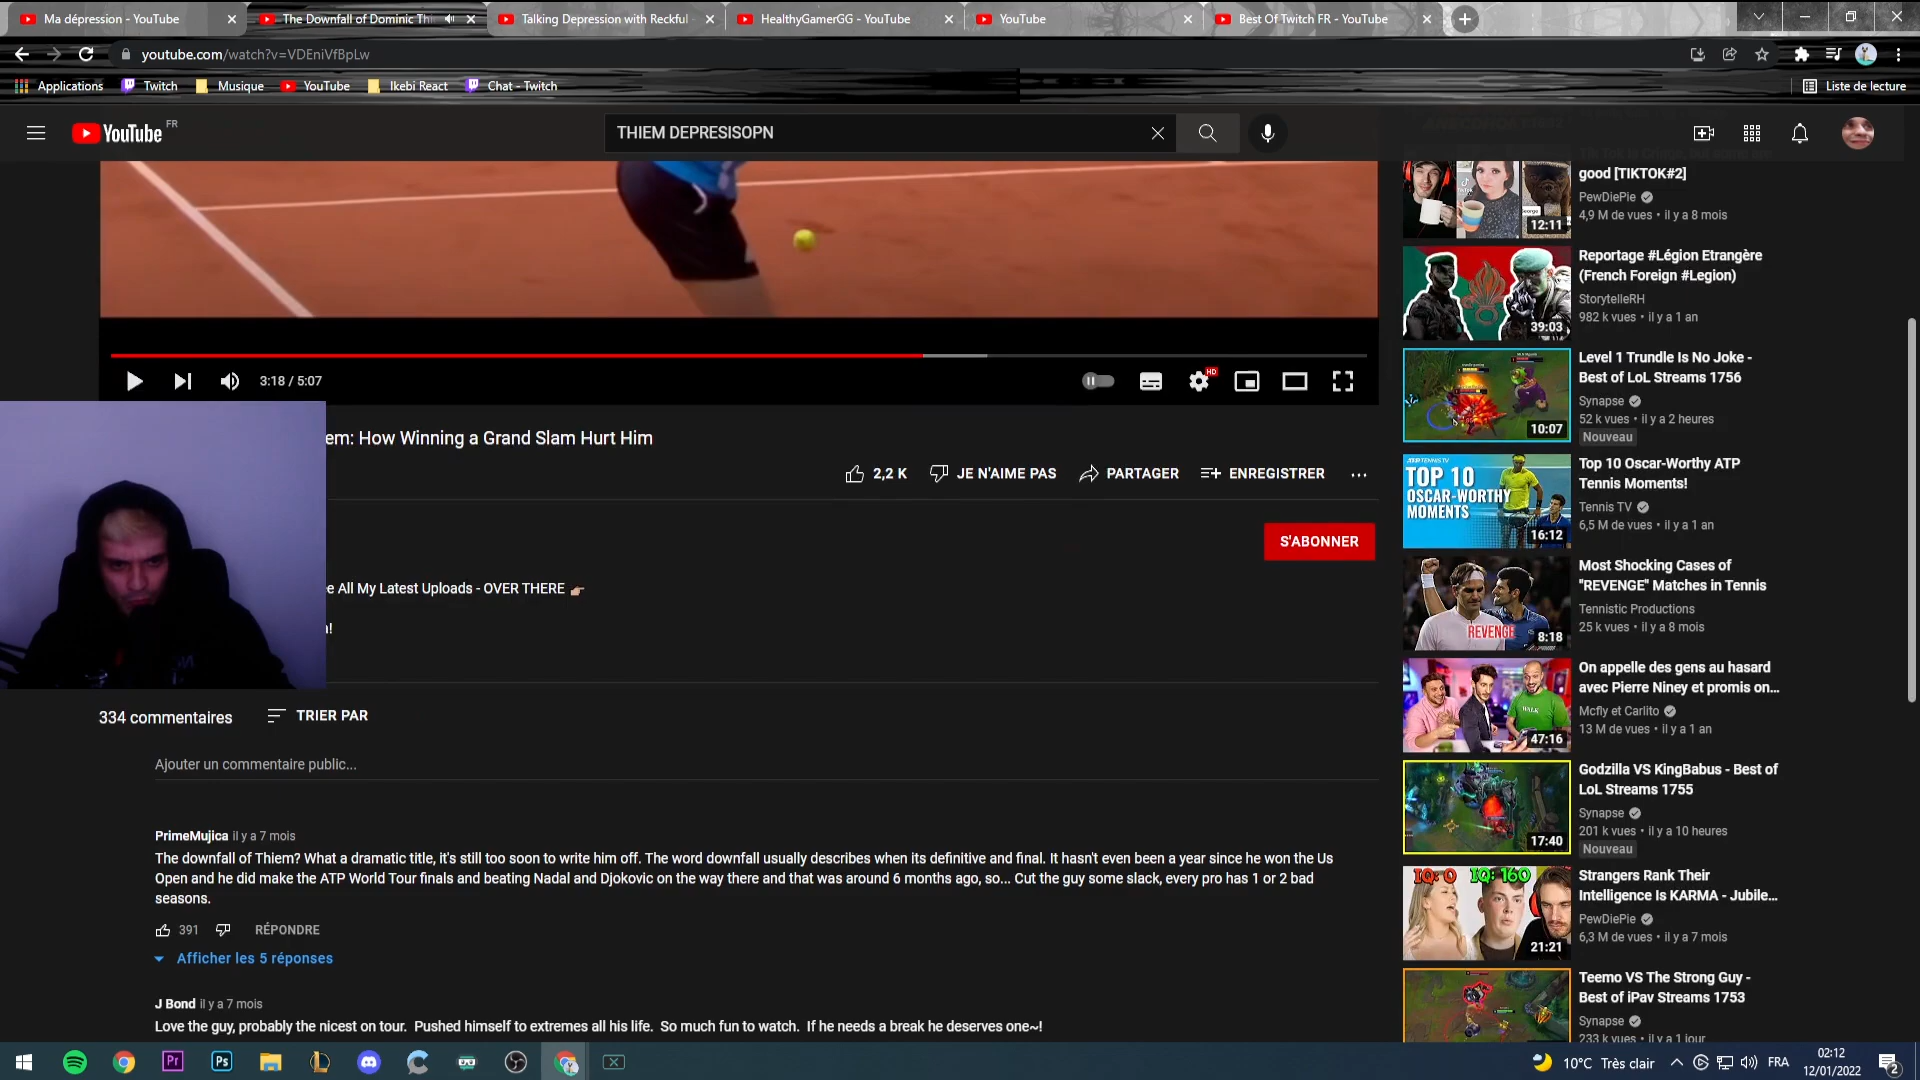 Ma dépression - YouTube
The Downfall of Dominic Thi
Talking Depression with Reckful
HealthyGamerGG - YouTube
YouTube
Best Of Twitch FR - YouTube
youtube.com/watch?v=VDEniVfBpLw
Applications
Twitch
Musique
YouTube
Ikebi React
Chat - Twitch
Liste de lecture
YouTube FR
THIEM DEPRESISOPN
3:18 / 5:07
HD
em: How Winning a Grand Slam Hurt Him
2,2 K
JE N'AIME PAS
PARTAGER
ENREGISTRER
S'ABONNER
e All My Latest Uploads - OVER THERE
n!
334 commentaires
TRIER PAR
Ajouter un commentaire public...
PrimeMujica il y a 7 mois
The downfall of Thiem? What a dramatic title, it's still too soon to write him off. The word downfall usually describes when its definitive and final. It hasn't even been a year since he won the Us
Open and he did make the ATP World Tour finals and beating Nadal and Djokovic on the way there and that was around 6 months ago, so... Cut the guy some slack, every pro has 1 or 2 bad
seasons.
391
RÉPONDRE
Afficher les 5 réponses
J Bond il y a 7 mois
Love the guy, probably the nicest on tour. Pushed himself to extremes all his life. So much fun to watch. If he needs a break he deserves one~!
good [TIKTOK#2]
PewDiePie
4,9 M de vues • il y a 8 mois
12:11
Reportage #Légion Etrangère
(French Foreign #Legion)
StorytelleRH
982 k vues • il y a 1 an
39:03
Level 1 Trundle Is No Joke -
Best of LoL Streams 1756
Synapse
52 k vues • il y a 2 heures
Nouveau
10:07
Top 10 Oscar-Worthy ATP
Tennis Moments!
Tennis TV
6,5 M de vues • il y a 1 an
TOP 10
OSCAR-WORTHY
MOMENTS
16:12
Most Shocking Cases of
"REVENGE" Matches in Tennis
Tennistic Productions
25 k vues • il y a 8 mois
REVENGE
8:18
On appelle des gens au hasard
avec Pierre Niney et promis on...
Mcfly et Carlito
13 M de vues • il y a 1 an
WALK
47:16
Godzilla VS KingBabus - Best of
LoL Streams 1755
Synapse
201 k vues • il y a 10 heures
Nouveau
17:40
Strangers Rank Their
Intelligence Is KARMA - Jubile...
PewDiePie
6,3 M de vues • il y a 7 mois
IQ: 0
IQ: 160
21:21
Teemo VS The Strong Guy -
Best of iPav Streams 1753
Synapse
233 k vues • il y a 1 jour
Pr
Ps
10°C Très clair
FRA
02:12
12/01/2022
2